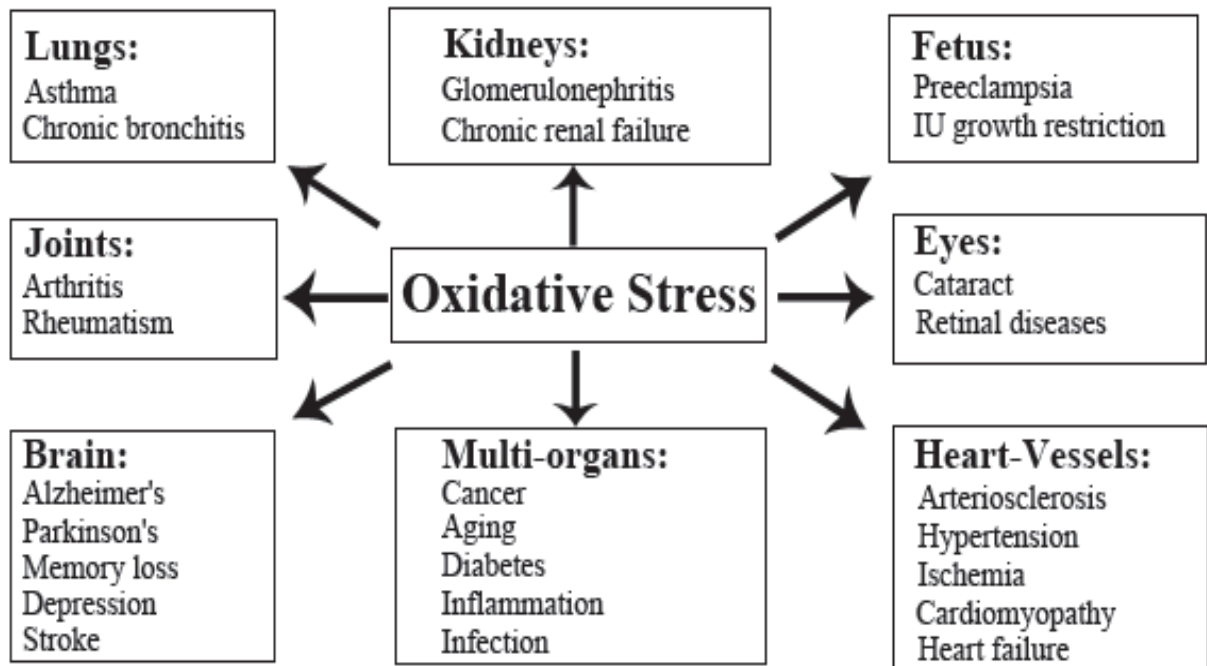 Lungs:
Asthma
Chronic bronchitis
Kidneys:
Glomerulonephritis
Chronic renal failure
Fetus:
Preeclampsia
IU growth restriction
Joints:
Arthritis
Rheumatism
Oxidative Stress
Eyes:
Cataract
Retinal diseases
Brain:
Alzheimer's
Parkinson's
Memory loss
Depression
Stroke
Multi-organs:
Cancer
Aging
Diabetes
Inflammation
Infection
Heart-Vessels:
Arteriosclerosis
Hypertension
Ischemia
Cardiomyopathy
Heart failure